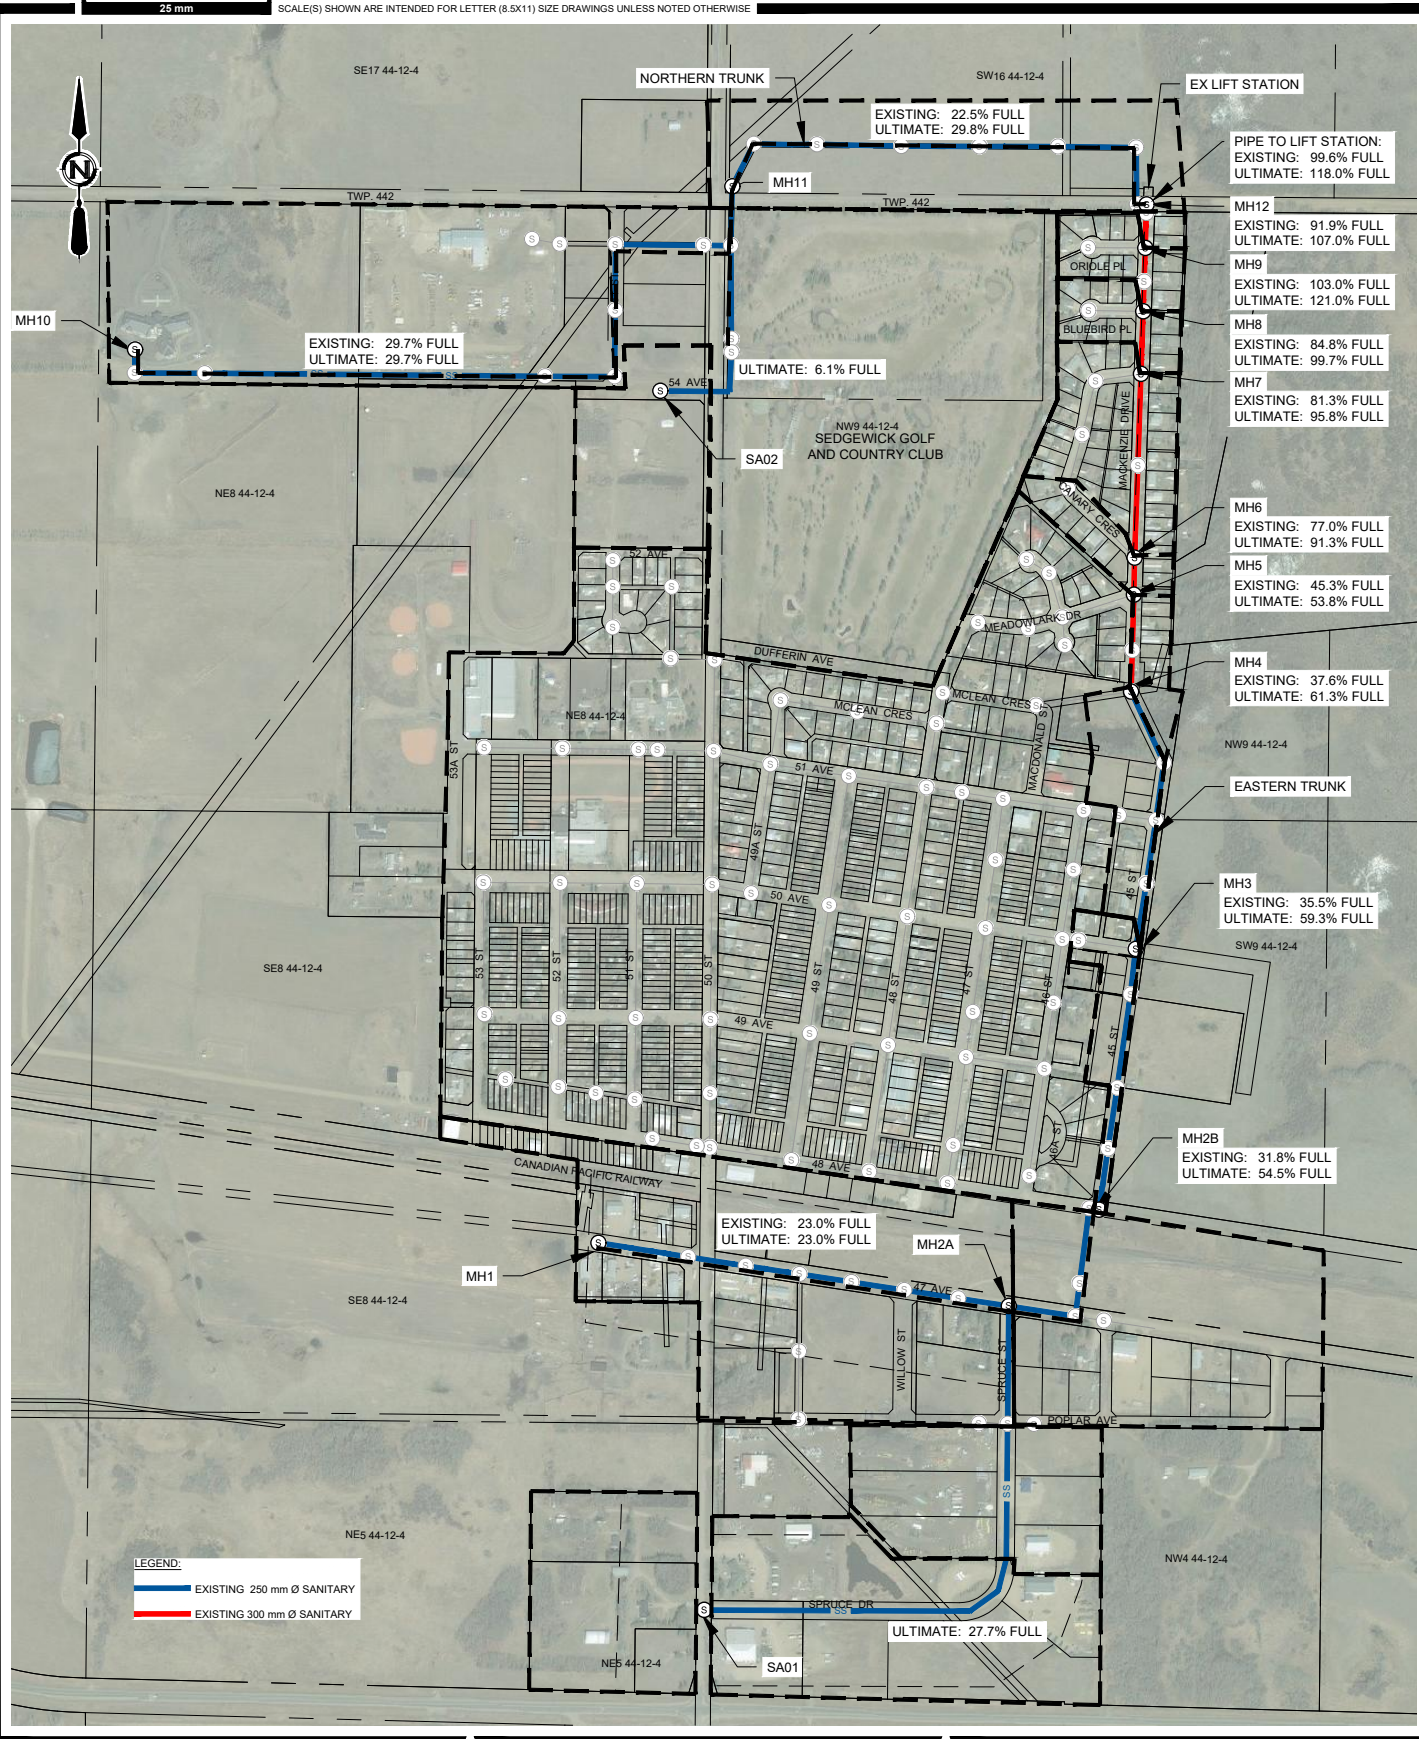 25 mm
SCALE(S) SHOWN ARE INTENDED FOR LETTER (8.5X11) SIZE DRAWINGS UNLESS NOTED OTHERWISE
SE17 44-12-4
NORTHERN TRUNK
SW16 44-12-4
EX LIFT STATION
EXISTING: 22.5% FULL
ULTIMATE: 29.8% FULL
PIPE TO LIFT STATION:
EXISTING: 99.6% FULL
ULTIMATE: 118.0% FULL
N
MH11
TWP. 442
TWP. 442
MH12
EXISTING: 91.9% FULL
ULTIMATE: 107.0% FULL
MH9
ORIOLE PL
EXISTING: 103.0% FULL
ULTIMATE: 121.0% FULL
MH10
MH8
BLUEBIRD PL
EXISTING: 29.7% FULL
ULTIMATE: 29.7% FULL
EXISTING: 84.8% FULL
ULTIMATE: 99.7% FULL
ULTIMATE: 6.1% FULL
MH7
54 AVE
EXISTING: 81.3% FULL
ULTIMATE: 95.8% FULL
MACKENZIE DRIVE
NW9 44-12-4
SEDGEWICK GOLF
AND COUNTRY CLUB
SA02
NE8 44-12-4
CANARY CRES
MH6
EXISTING: 77.0% FULL
ULTIMATE: 91.3% FULL
52 AVE
MH5
EXISTING: 45.3% FULL
ULTIMATE: 53.8% FULL
MEADOWLARK DR
DUFFERIN AVE
MH4
EXISTING: 37.6% FULL
ULTIMATE: 61.3% FULL
MCLEAN CRES
MCLEAN CRES
NE8 44-12-4
MACDONALD ST
NW9 44-12-4
53A ST
51 AVE
EASTERN TRUNK
49A ST
45 ST
MH3
EXISTING: 35.5% FULL
ULTIMATE: 59.3% FULL
50 AVE
SW9 44-12-4
SE8 44-12-4
53 ST
52 ST
51 ST
50 ST
49 ST
48 ST
47 ST
46 ST
49 AVE
45 ST
46A ST
MH2B
EXISTING: 31.8% FULL
ULTIMATE: 54.5% FULL
48 AVE
CANADIAN PACIFIC RAILWAY
EXISTING: 23.0% FULL
ULTIMATE: 23.0% FULL
MH2A
MH1
47 AVE
SE8 44-12-4
WILLOW ST
SPRUCE ST
POPLAR AVE
SS
NE5 44-12-4
NW4 44-12-4
LEGEND:
EXISTING 250 mm Ø SANITARY
EXISTING 300 mm Ø SANITARY
SPRUCE DR
SS
ULTIMATE: 27.7% FULL
NE5 44-12-4
SA01